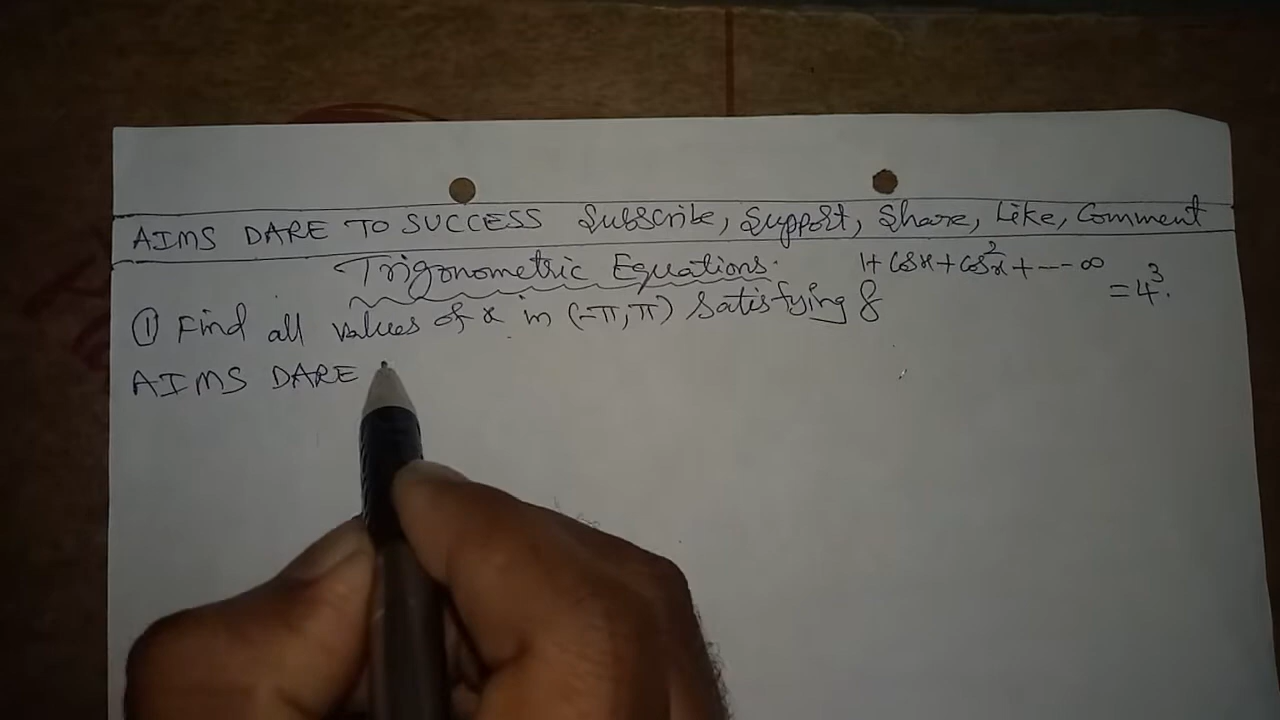 AIMS DARE TO SUCCESS Subscribe, Support, Share, Like, Comment
Trigonometric Equations.
① Find all values of x in (-π, π) satisfying 8^(1+cosx+cos²x+----∞) = 4³.
AIMS DARE